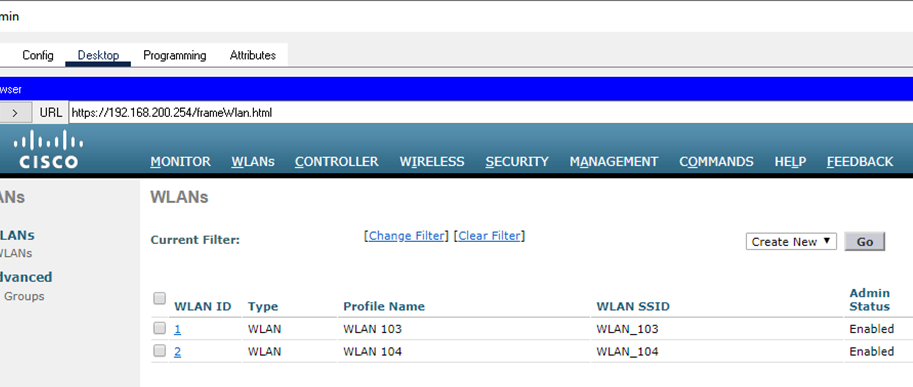 min
Config Desktop Programming Attributes
wser
> URL https://192.168.200.254/frameWlan.html
CISCO
MONITOR WLANs CONTROLLER WIRELESS SECURITY MANAGEMENT COMMANDS HELP FEEDBACK
ANs WLANs
LANs
Current Filter: [Change Filter] [Clear Filter] Create New Go
WLANs
dvanced
Groups
WLAN ID Type Profile Name WLAN SSID Admin Status
1 WLAN WLAN 103 WLAN_103 Enabled
2 WLAN WLAN 104 WLAN_104 Enabled